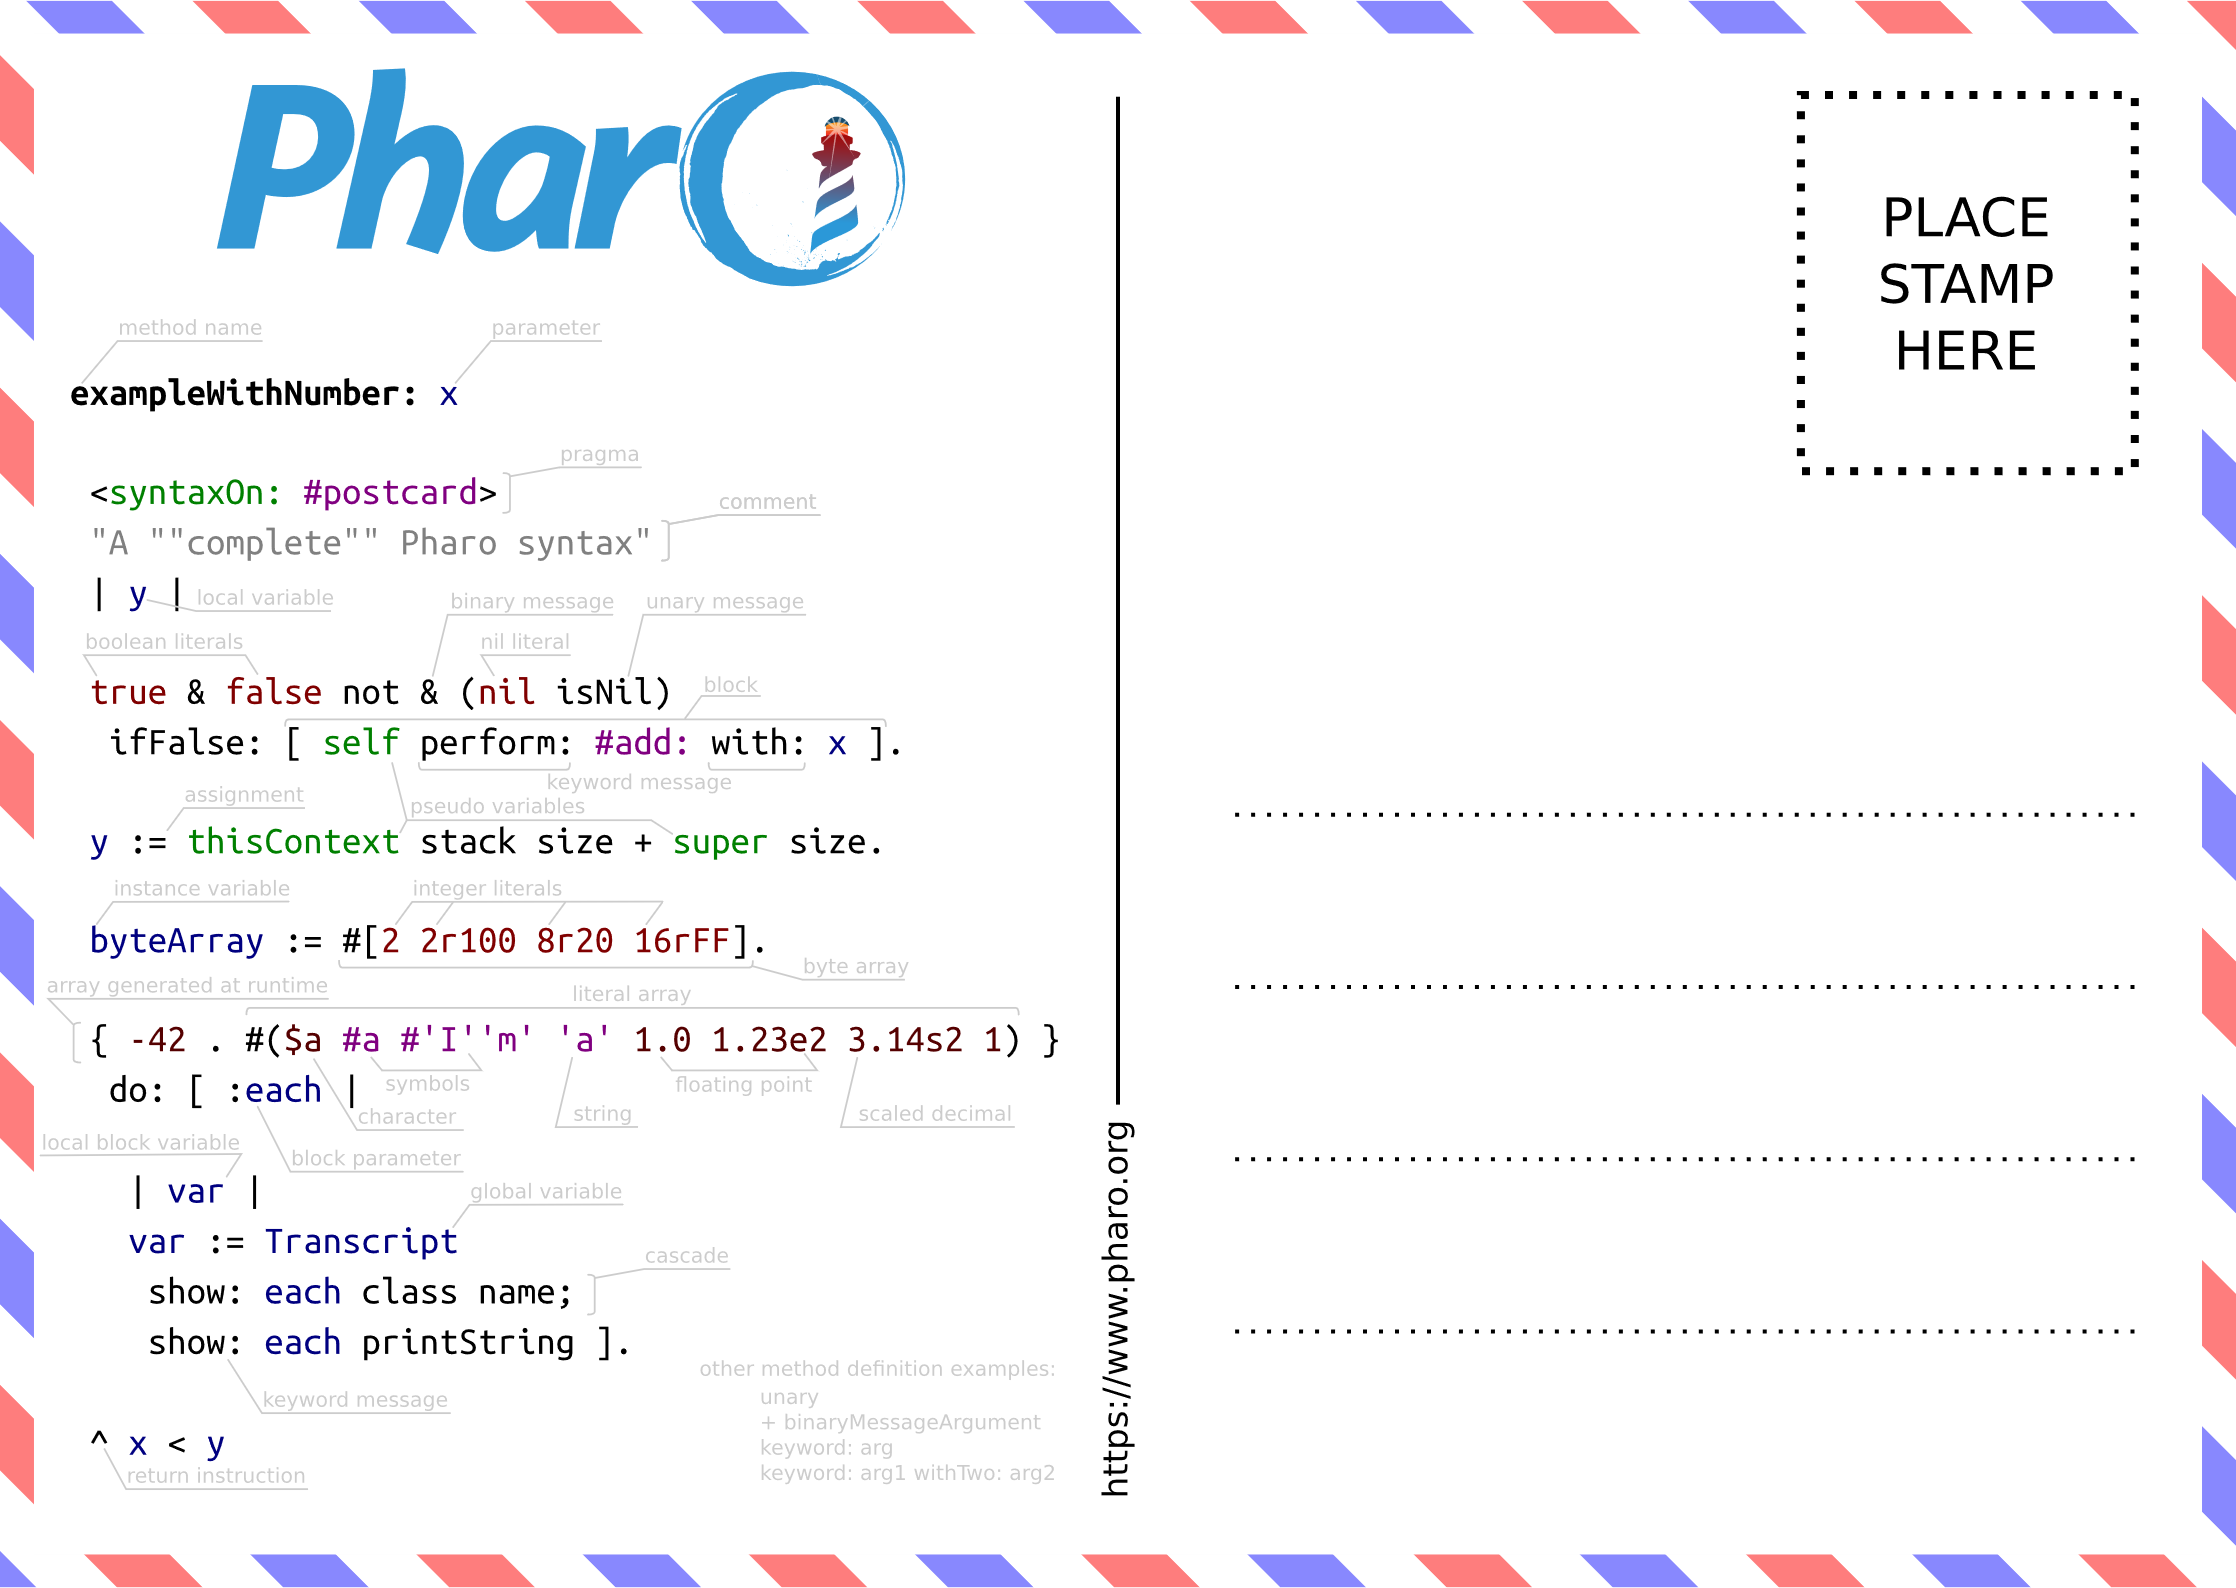 Pharo
method name parameter
exampleWithNumber: x
pragma
<syntaxOn: #postcard>
comment
"A ""complete"" Pharo syntax"
| y | local variable
binary message unary message
boolean literals nil literal
true & false not & (nil isNil)
block
ifFalse: [ self perform: #add: with: x ].
keyword message
assignment pseudo variables
y := thisContext stack size + super size.
instance variable integer literals
byteArray := #[2 2r100 8r20 16rFF].
byte array
array generated at runtime literal array
{ -42 . #($a #a #'I''m' 'a' 1.0 1.23e2 3.14s2 1) }
symbols floating point
do: [ :each |
character string scaled decimal
local block variable block parameter
| var | global variable
var := Transcript
cascade
show: each class name;
show: each printString ].
keyword message
^ x < y
return instruction
other method definition examples:
unary
+ binaryMessageArgument
keyword: arg
keyword: arg1 withTwo: arg2
https://www.pharo.org
PLACE
STAMP
HERE